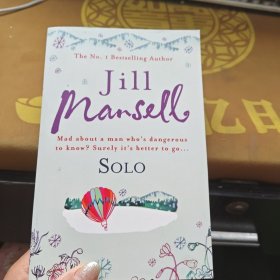 The No. 1 Bestselling Author
Jill
Mansell
Mad about a man who's dangerous
to know? Surely it's better to go...
SOLO